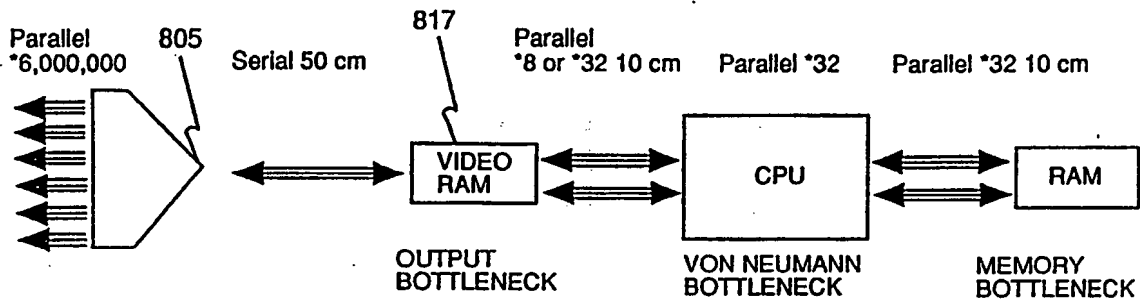 Parallel
*6,000,000
805
Serial 50 cm
817
Parallel
*8 or *32 10 cm
Parallel *32
Parallel *32 10 cm
VIDEO
RAM
CPU
RAM
OUTPUT
BOTTLENECK
VON NEUMANN
BOTTLENECK
MEMORY
BOTTLENECK